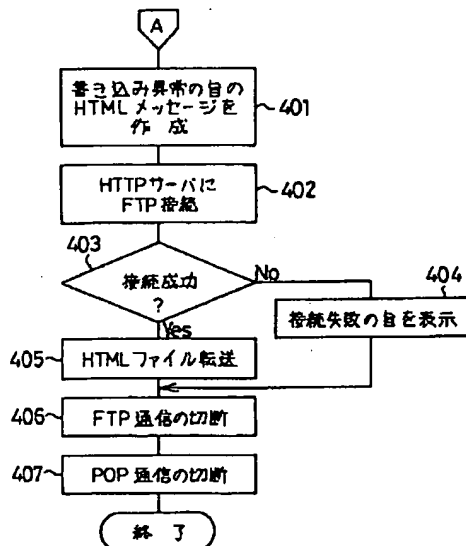 A
書き込み異常の旨の
HTMLメッセージを
作成
401
HTTPサーバに
FTP接続
402
403
接続成功
?
No
404
Yes
接続失敗の旨を表示
405
HTMLファイル転送
406
FTP通信の切断
407
POP通信の切断
終了